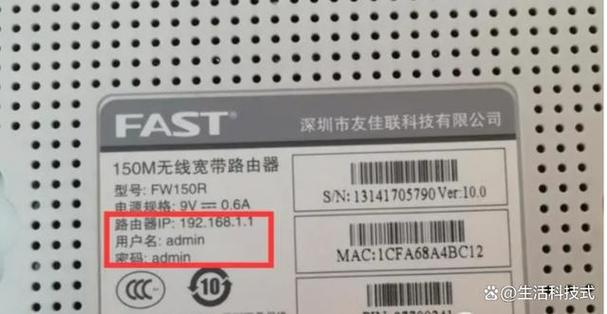 FAST®
深圳市友佳联科技有限公司
150M无线宽带路由器
型号: FW150R
电源规格: 9V⎓0.6A
路由器IP: 192.168.1.1
用户名: admin
密码: admin
S/N: 13141705790 Ver:10.0
MAC:1CFA68A4BC12
CCC
10
@生活科技式